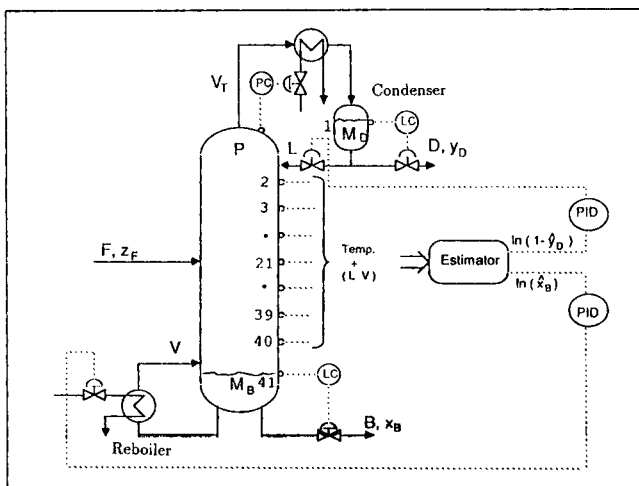 V_T
PC
Condenser
1
M_D
LC
P
L
D, y_D
2
3
PID
F, z_F
21
Temp.
+
(L V)
Estimator
ln(1-ŷ_D)
ln(x̂_B)
PID
39
40
V
M_B 41
LC
B, x_B
Reboiler